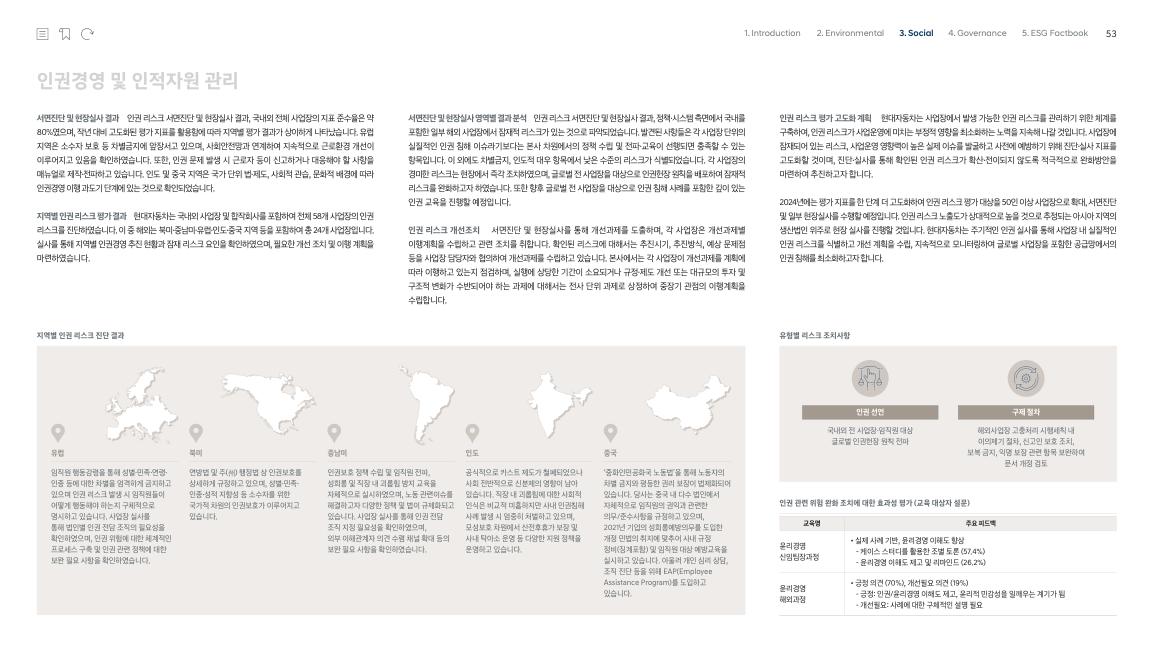 1. Introduction 2. Environmental 3. Social 4. Governance 5. ESG Factbook 53
인권경영 및 인적자원 관리
서면진단 및 현장실사 결과 인권 리스크 서면진단 및 현장실사 결과, 국내외 전체 사업장의 지표 준수율은 약
80%였으며, 작년 대비 고도화된 평가 지표를 활용함에 따라 지역별 평가 결과가 상이하게 나타났습니다. 유럽
지역은 소수자 보호 등 차별금지에 앞장서고 있으며, 사회안전망과 연계하여 지속적으로 근로환경 개선이
이루어지고 있음을 확인하였습니다. 또한, 인권 문제 발생 시 근로자 등이 신고하거나 대응해야 할 사항을
매뉴얼로 제작·전파하고 있습니다. 인도 및 중국 지역은 국가 단위 법·제도, 사회적 관습, 문화적 배경에 따라
인권경영 이행 과도기 단계에 있는 것으로 확인되었습니다.
지역별 인권 리스크 평가 결과 현대자동차는 국내외 사업장 및 합작회사를 포함하여 전체 58개 사업장의 인권
리스크를 진단하였습니다. 이 중 해외는 북미·중남미·유럽·인도·중국 지역 등을 포함하여 총 24개 사업장입니다.
실사를 통해 지역별 인권경영 추진 현황과 잠재 리스크 요인을 확인하였으며, 필요한 개선 조치 및 이행 계획을
마련하였습니다.
서면진단 및 현장실사 영역별 결과 분석 인권 리스크 서면진단 및 현장실사 결과, 정책·시스템 측면에서 국내를
포함한 일부 해외 사업장에서 잠재적 리스크가 있는 것으로 파악되었습니다. 발견된 사항들은 각 사업장 단위의
실질적인 인권 침해 이슈라기보다는 본사 차원에서의 정책 수립 및 전파·교육이 선행되면 충족할 수 있는
항목입니다. 이 외에도 차별금지, 인도적 대우 항목에서 낮은 수준의 리스크가 식별되었습니다. 각 사업장의
경미한 리스크는 현장에서 즉각 조치하였으며, 글로벌 전 사업장을 대상으로 인권헌장 원칙을 배포하여 잠재적
리스크를 완화하고자 하였습니다. 또한 향후 글로벌 전 사업장을 대상으로 인권 침해 사례를 포함한 깊이 있는
인권 교육을 진행할 예정입니다.
인권 리스크 개선조치 서면진단 및 현장실사를 통해 개선과제를 도출하며, 각 사업장은 개선과제별
이행계획을 수립하고 관련 조치를 취합니다. 확인된 리스크에 대해서는 추진시기, 추진방식, 예상 문제점
등을 사업장 담당자와 협의하여 개선과제를 수립하고 있습니다. 본사에서는 각 사업장이 개선과제를 계획에
따라 이행하고 있는지 점검하며, 실행에 상당한 기간이 소요되거나 규정·제도 개선 또는 대규모의 투자 및
구조적 변화가 수반되어야 하는 과제에 대해서는 전사 단위 과제로 상정하여 중장기 관점의 이행계획을
수립합니다.
인권 리스크 평가 고도화 계획 현대자동차는 사업장에서 발생 가능한 인권 리스크를 관리하기 위한 체계를
구축하여, 인권 리스크가 사업운영에 미치는 부정적 영향을 최소화하는 노력을 지속해 나갈 것입니다. 사업장에
잠재되어 있는 리스크, 사업운영 영향력이 높은 실제 이슈를 발굴하고 사전에 예방하기 위해 진단·실사 지표를
고도화할 것이며, 진단·실사를 통해 확인된 인권 리스크가 확산·전이되지 않도록 적극적으로 완화방안을
마련하여 추진하고자 합니다.
2024년에는 평가 지표를 한 단계 더 고도화하여 인권 리스크 평가 대상을 50인 이상 사업장으로 확대, 서면진단
및 일부 현장실사를 수행할 예정입니다. 인권 리스크 노출도가 상대적으로 높을 것으로 추정되는 아시아 지역의
생산법인 위주로 현장 실사를 진행할 것입니다. 현대자동차는 주기적인 인권 실사를 통해 사업장 내 실질적인
인권 리스크를 식별하고 개선 계획을 수립, 지속적으로 모니터링하여 글로벌 사업장을 포함한 공급망에서의
인권 침해를 최소화하고자 합니다.
지역별 인권 리스크 진단 결과
유럽
임직원 행동강령을 통해 성별·민족·연령·
인종 등에 대한 차별을 엄격하게 금지하고
있으며 인권 리스크 발생 시 임직원들이
어떻게 행동해야 하는지 구체적으로
명시하고 있습니다. 사업장 실사를
통해 법인별 인권 전담 조직의 필요성을
확인하였으며, 인권 위험에 대한 체계적인
프로세스 구축 및 인권 관련 정책에 대한
보완 필요 사항을 확인하였습니다.
북미
연방법 및 주(州) 행정법 상 인권보호를
상세하게 규정하고 있으며, 성별·민족·
인종·성적 지향성 등 소수자를 위한
국가적 차원의 인권보호가 이루어지고
있습니다.
중남미
인권보호 정책 수립 및 임직원 전파,
성희롱 및 직장 내 괴롭힘 방지 교육을
자체적으로 실시하였으며, 노동 관련이슈를
해결하고자 다양한 정책 및 법이 규제화되고
있습니다. 사업장 실사를 통해 인권 전담
조직 지정 필요성을 확인하였으며,
외부 이해관계자 의견 수렴 채널 확대 등의
보완 필요 사항을 확인하였습니다.
인도
공식적으로 카스트 제도가 철폐되었으나
사회 전반적으로 신분제의 영향이 남아
있습니다. 직장 내 괴롭힘에 대한 사회적
인식은 비교적 미흡하지만 사내 인권침해
사례 발생 시 엄중히 처벌하고 있으며,
모성보호 차원에서 산전휴휴가 보장 및
사내 탁아소 운영 등 다양한 지원 정책을
운영하고 있습니다.
중국
'중화인민공화국 노동법'을 통해 노동자의
차별 금지와 평등한 권리 보장이 법제화되어
있습니다. 당사는 중국 내 다수 법인에서
자체적으로 임직원의 권익과 관련한
의무/준수사항을 규정하고 있으며,
2021년 기업의 성희롱예방의무를 도입한
개정 민법의 취지에 맞추어 사내 규정
정비(징계포함) 및 임직원 대상 예방교육을
실시하고 있습니다. 아울러 개인 심리 상담,
조직 진단 등을 위해 EAP(Employee
Assistance Program)를 도입하고
있습니다.
유형별 리스크 조치사항
인권 선언
국내외 전 사업장·임직원 대상
글로벌 인권헌장 원칙 전파
구제 절차
해외사업장 고충처리 시행세칙 내
이의제기 절차, 신고인 보호 조치,
보복 금지, 익명 보장 관련 항목 보완하여
문서 개정 검토
인권 관련 위험 완화 조치에 대한 효과성 평가 (교육 대상자 설문)
교육명 주요 피드백
윤리경영
신임팀장과정
• 실제 사례 기반, 윤리경영 이해도 향상
- 케이스 스터디를 활용한 조별 토론 (57.4%)
- 윤리경영 이해도 제고 및 리마인드 (26.2%)
윤리경영
해외과정
• 긍정 의견 (70%), 개선필요 의견 (19%)
- 긍정: 인권/윤리경영 이해도 제고, 윤리적 민감성을 일깨우는 계기가 됨
- 개선필요: 사례에 대한 구체적인 설명 필요